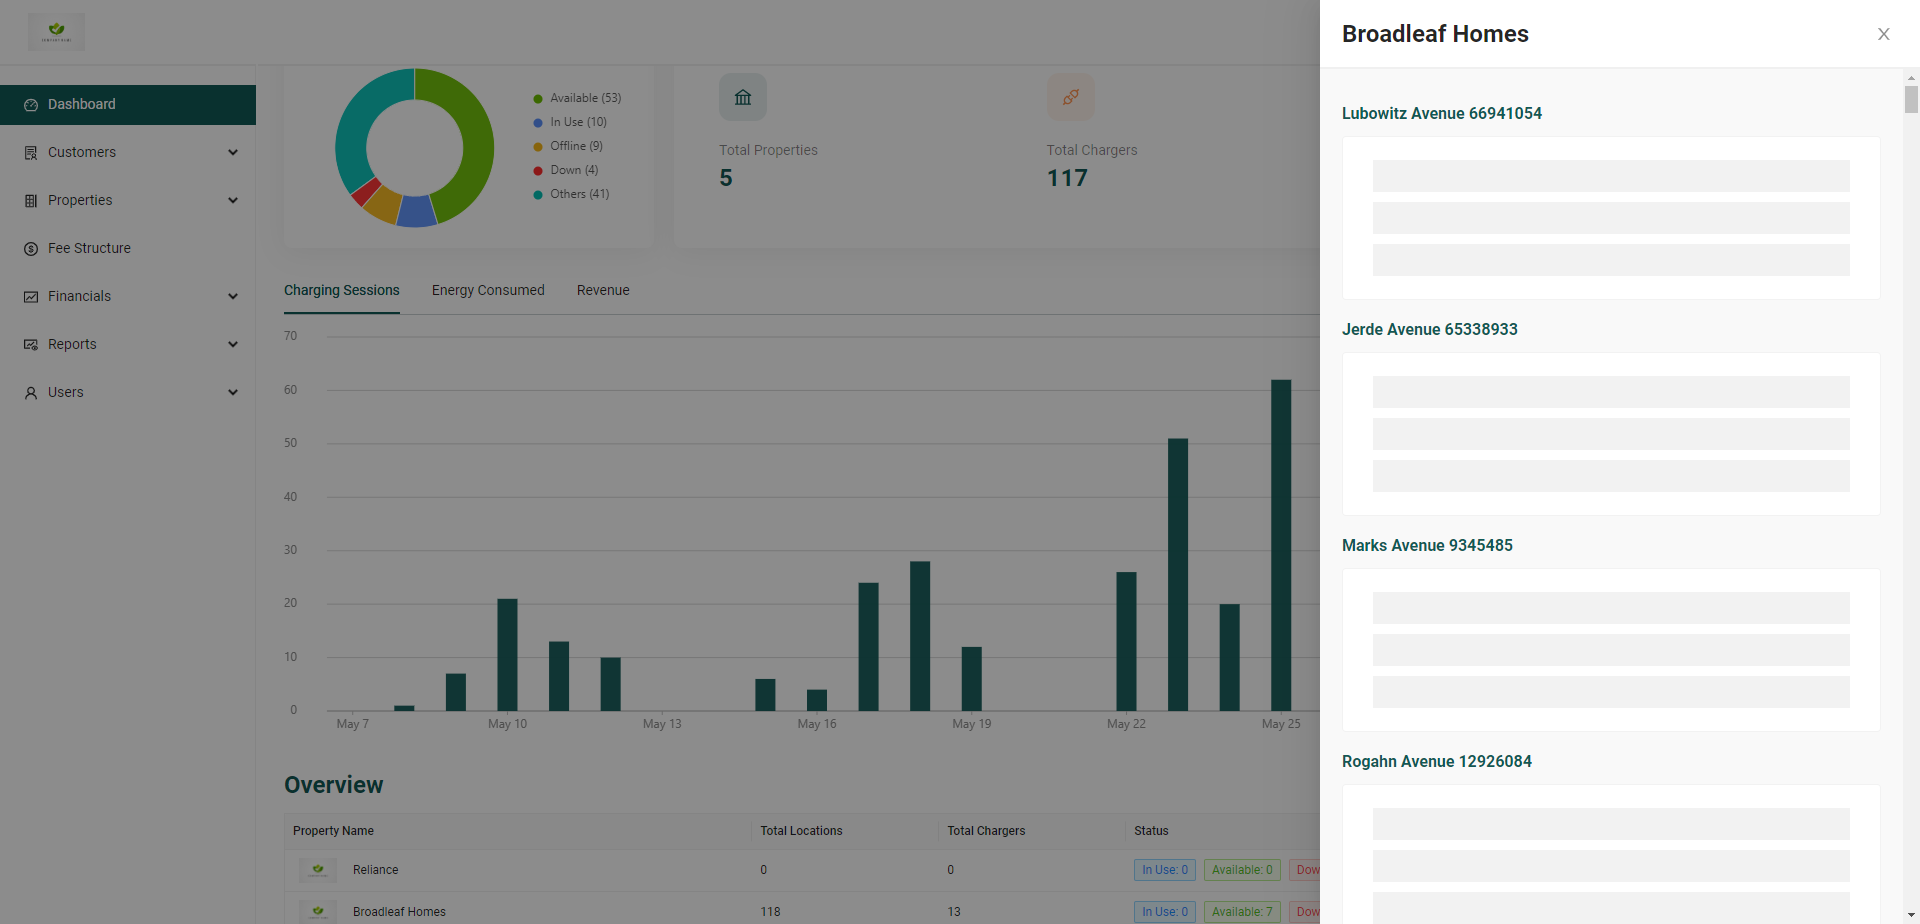 Dashboard
Customers
Properties
Fee Structure
Financials
Reports
Users
Available (53)
In Use (10)
Offline (9)
Down (4)
Others (41)
Total Properties
5
Total Chargers
117
Charging Sessions
Energy Consumed
Revenue
70
60
50
40
30
20
10
0
May 7
May 10
May 13
May 16
May 19
May 22
May 25
Overview
Property Name
Total Locations
Total Chargers
Status
Reliance
0
0
In Use: 0
Available: 0
Dow
Broadleaf Homes
118
13
In Use: 0
Available: 7
Dow
Broadleaf Homes
Lubowitz Avenue 66941054
Jerde Avenue 65338933
Marks Avenue 9345485
Rogahn Avenue 12926084